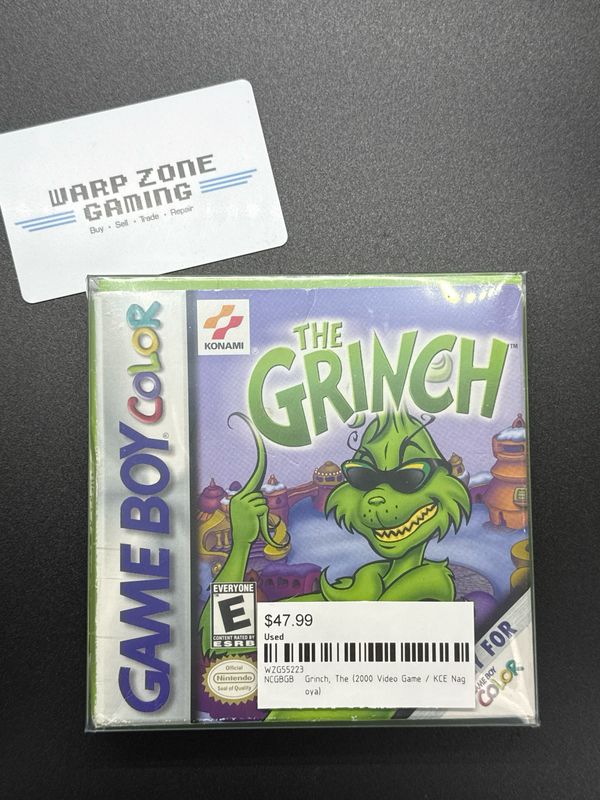 WARP ZONE
GAMING
Buy · Sell · Trade · Repair
GAME BOY COLOR
KONAMI
THE
GRINCH™
EVERYONE
E
CONTENT RATED BY
ESRB
Official
Nintendo
Seal of Quality
$47.99
Used
WZG55223
NCGBGB Grinch, The (2000 Video Game / KCE Nag
oya)
FOR
GAME BOY
COLOR